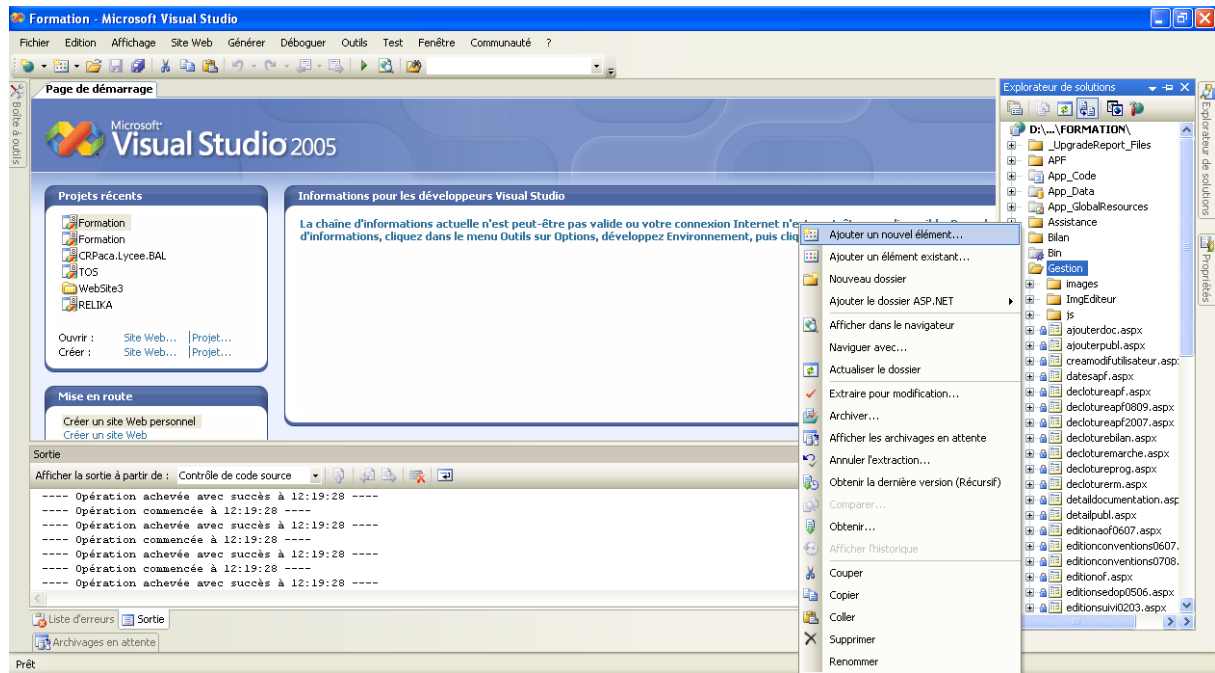 Formation - Microsoft Visual Studio
Fichier Edition Affichage Site Web Générer Déboguer Outils Test Fenêtre Communauté ?
Boîte à outils
Page de démarrage
Microsoft
Visual Studio 2005
Projets récents
Formation
Formation
CRPaca.Lycee.BAL
TOS
WebSite3
RELIKA
Ouvrir : Site Web... Projet...
Créer : Site Web... Projet...
Mise en route
Créer un site Web personnel
Créer un site Web
Informations pour les développeurs Visual Studio
La chaîne d'informations actuelle n'est peut-être pas valide ou votre connexion Internet
d'informations, cliquez dans le menu Outils sur Options, développez Environnement, puis
Sortie
Afficher la sortie à partir de : Contrôle de code source
---- Opération achevée avec succès à 12:19:28 ----
---- Opération commencée à 12:19:28 ----
---- Opération achevée avec succès à 12:19:28 ----
---- Opération commencée à 12:19:28 ----
---- Opération achevée avec succès à 12:19:28 ----
---- Opération commencée à 12:19:28 ----
---- Opération achevée avec succès à 12:19:28 ----
Liste d'erreurs Sortie
Archivages en attente
Prêt
Ajouter un nouvel élément...
Ajouter un élément existant...
Nouveau dossier
Ajouter le dossier ASP.NET
Afficher dans le navigateur
Naviguer avec...
Actualiser le dossier
Extraire pour modification...
Archiver...
Afficher les archivages en attente
Annuler l'extraction...
Obtenir la dernière version (Récursif)
Comparer...
Obtenir...
Afficher l'historique
Couper
Copier
Coller
Supprimer
Renommer
Explorateur de solutions
D:\...\FORMATION\
_UpgradeReport_Files
APF
App_Code
App_Data
App_GlobalResources
Assistance
Bilan
Bin
Gestion
images
ImgEditeur
js
ajouterdoc.aspx
ajouterpubl.aspx
creamodifutilisateur.asp
datesapf.aspx
declotureapf.aspx
declotureapf0809.aspx
declotureapf2007.aspx
decloturebilan.aspx
decloturemarche.aspx
declotureprog.aspx
decloturerm.aspx
detaildocumentation.asp
detailpubl.aspx
editionaof0607.aspx
editionconventions0607.
editionconventions0708.
editionof.aspx
editionsedop0506.aspx
editionsuivi0203.aspx
Explorateur de solutions
Propriétés